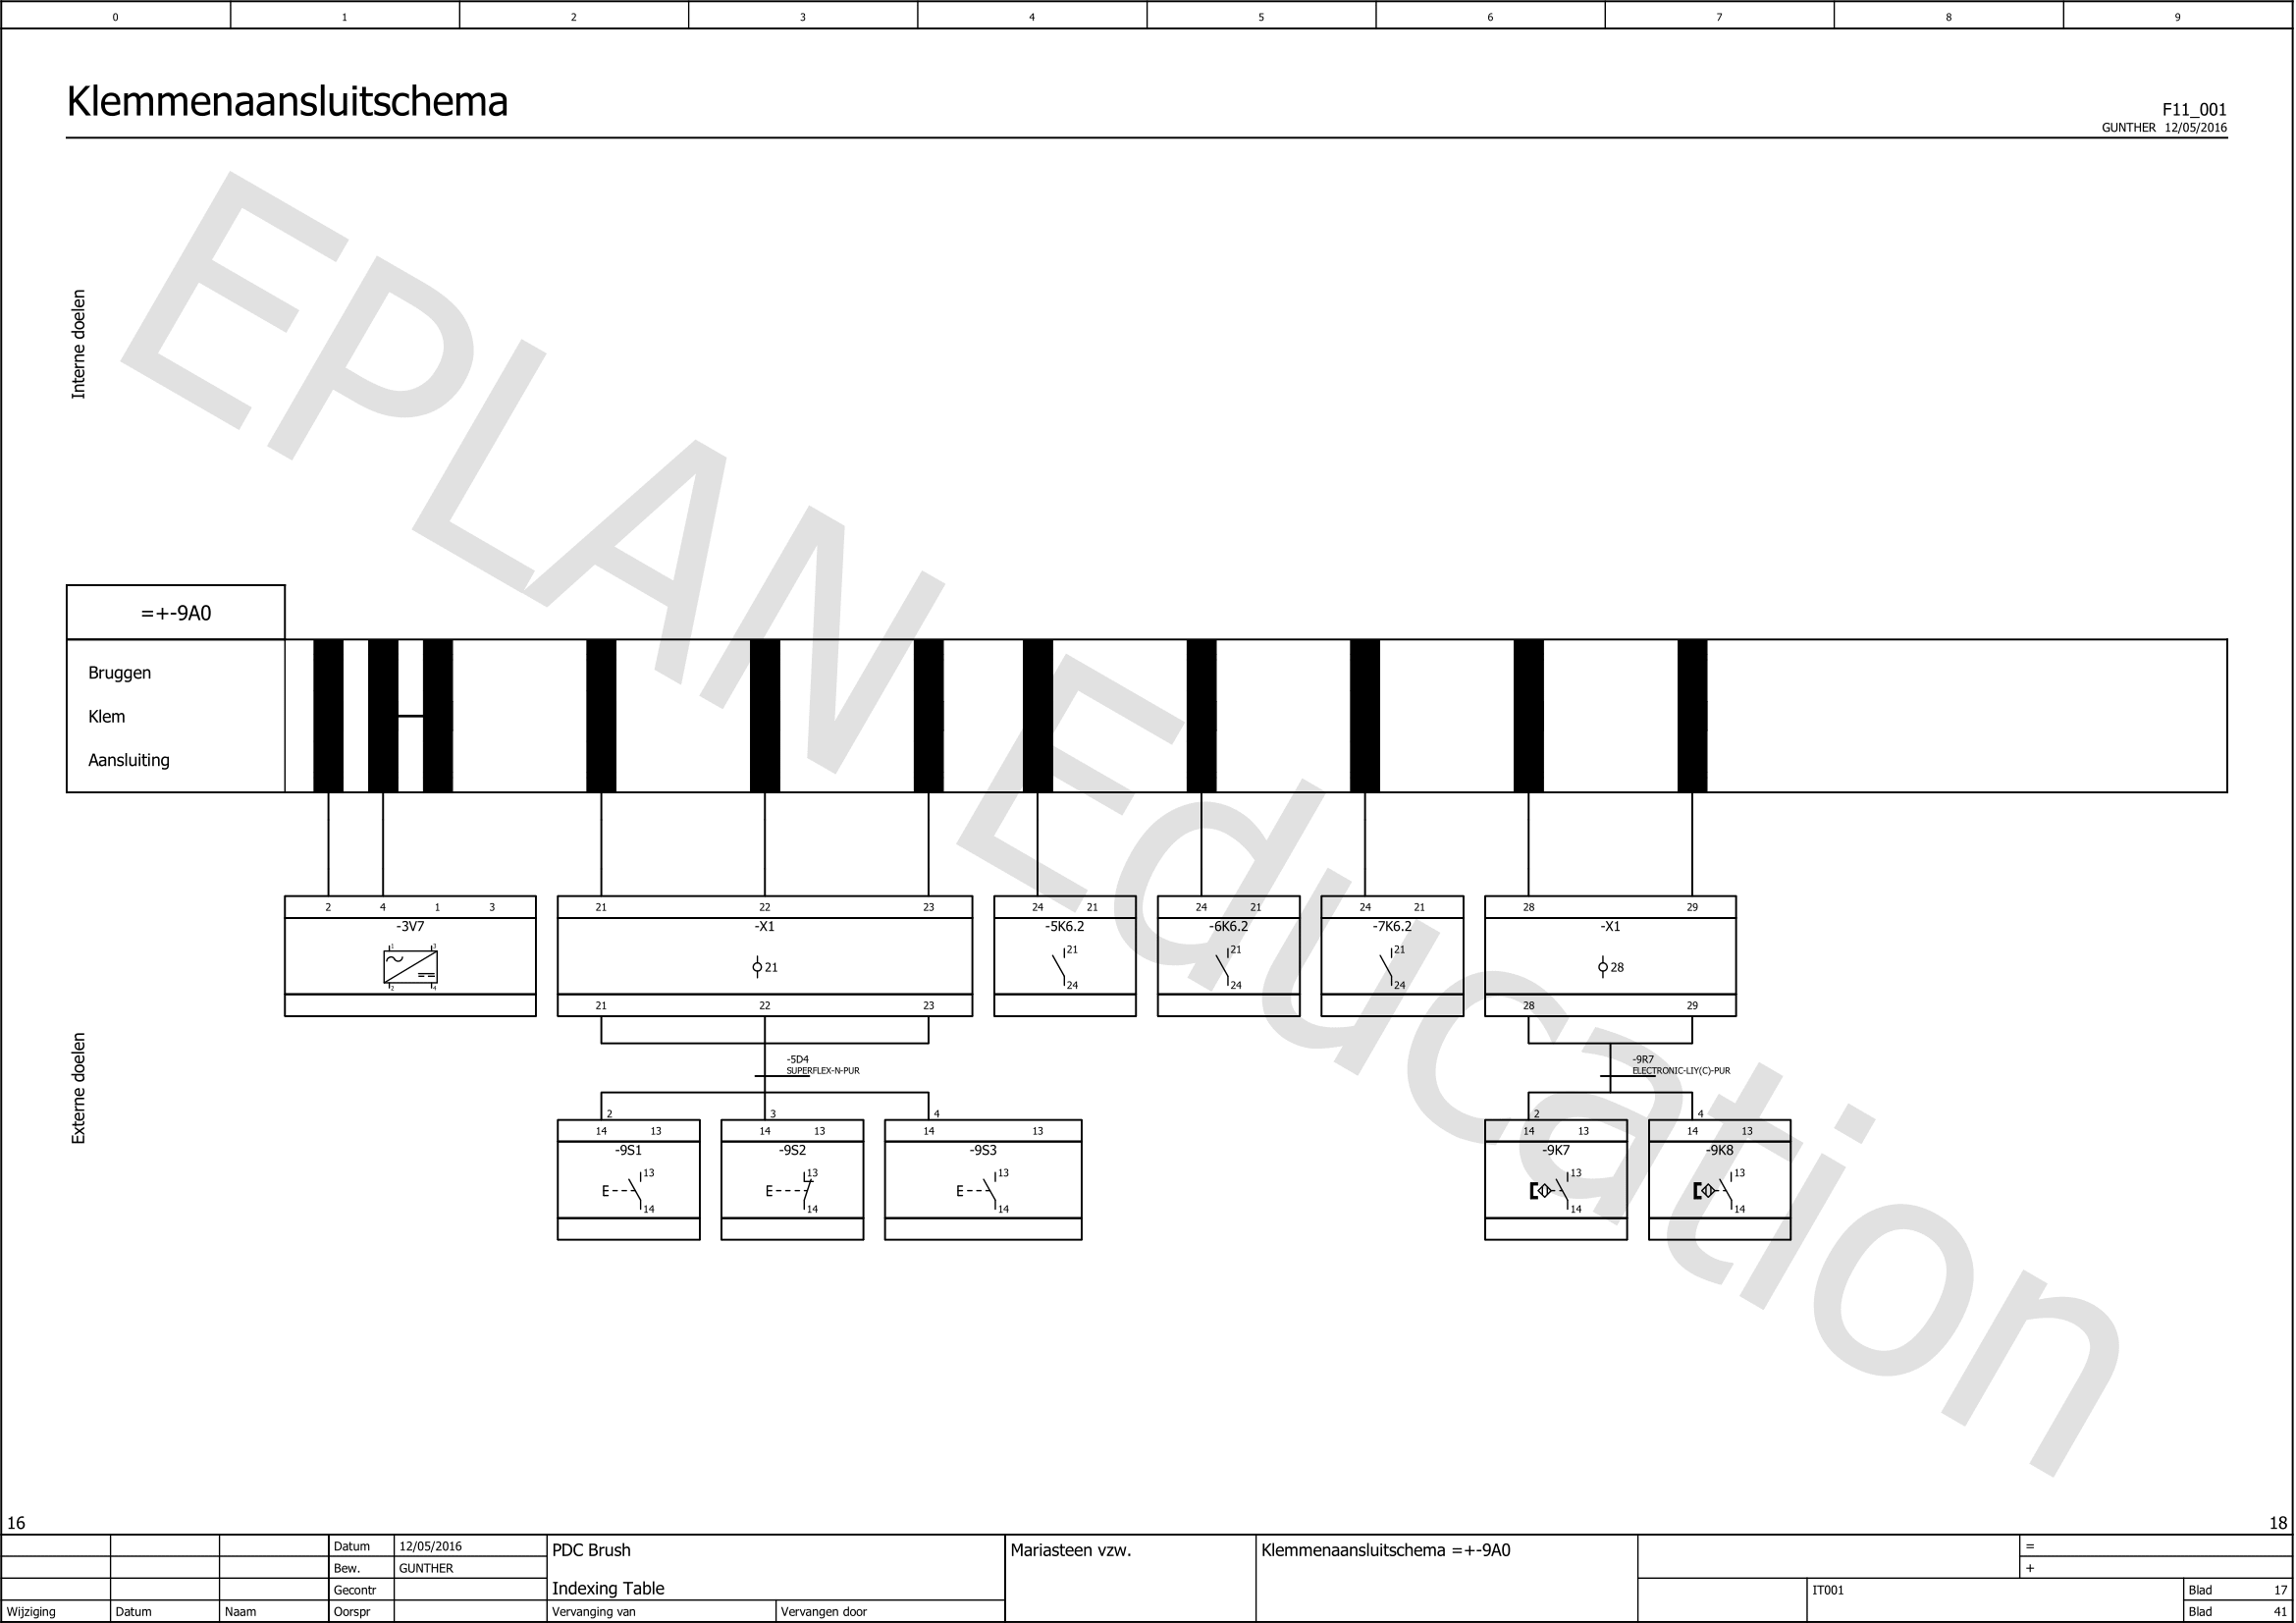 0 1 2 3 4 5 6 7 8 9
Klemmenaansluitschema
F11_001
GUNTHER 12/05/2016
EPLAN Education
Interne doelen
=+-9A0
Bruggen
Klem
Aansluiting
Externe doelen
2 4 1 3
-3V7
1 3
2 4
21 22 23
-X1
21
21 22 23
24 21
-5K6.2
21
24
24 21
-6K6.2
21
24
24 21
-7K6.2
21
24
28 29
-X1
28
28 29
-5D4
SUPERFLEX-N-PUR
-9R7
ELECTRONIC-LIY(C)-PUR
2
14 13
-9S1
13
14
3
14 13
-9S2
13
14
4
14 13
-9S3
13
14
2
14 13
-9K7
13
14
4
14 13
-9K8
13
14
16
18
Datum 12/05/2016
Bew. GUNTHER
Gecontr
Wijziging Datum Naam Oorspr
PDC Brush
Indexing Table
Vervanging van Vervangen door
Mariasteen vzw.
Klemmenaansluitschema =+-9A0
=
+
IT001
Blad 17
Blad 41